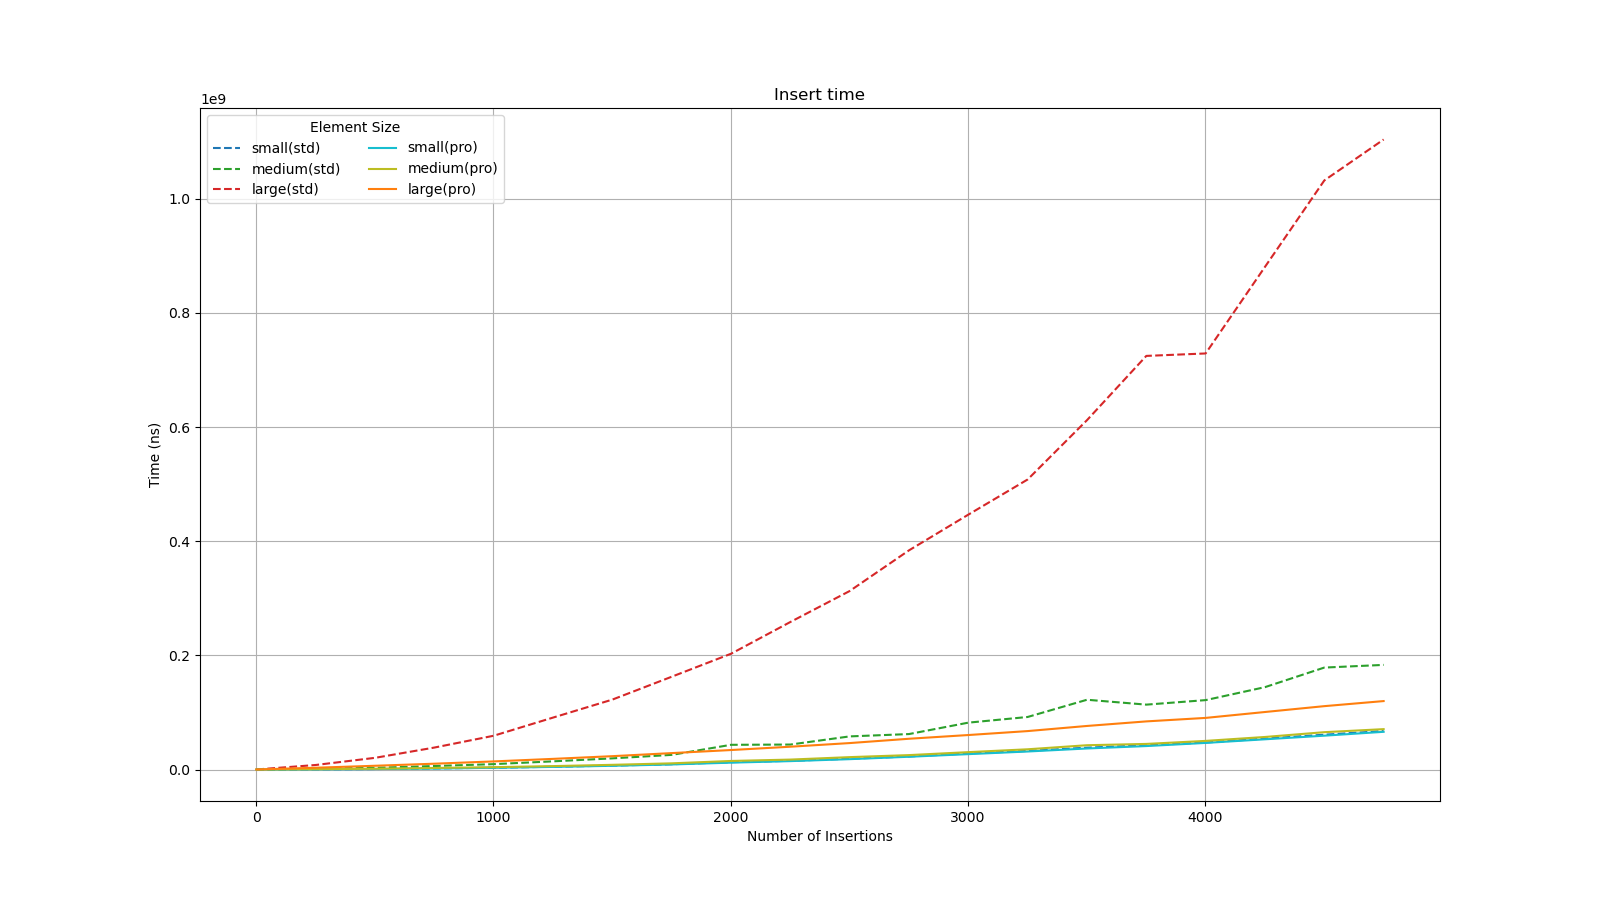 Insert time
1e9
Element Size
small(std) small(pro)
medium(std) medium(pro)
large(std) large(pro)
1.0
0.8
0.6
0.4
0.2
0.0
Time (ns)
0 1000 2000 3000 4000
Number of Insertions